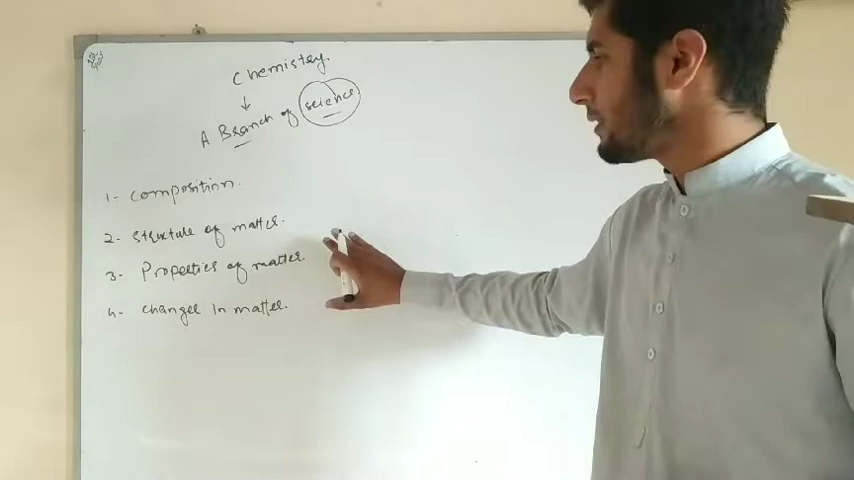 Chemistry.
↓
A Branch of science
1- Composition.
2- Structure of matter.
3- Properties of matter.
4- changes in matter.